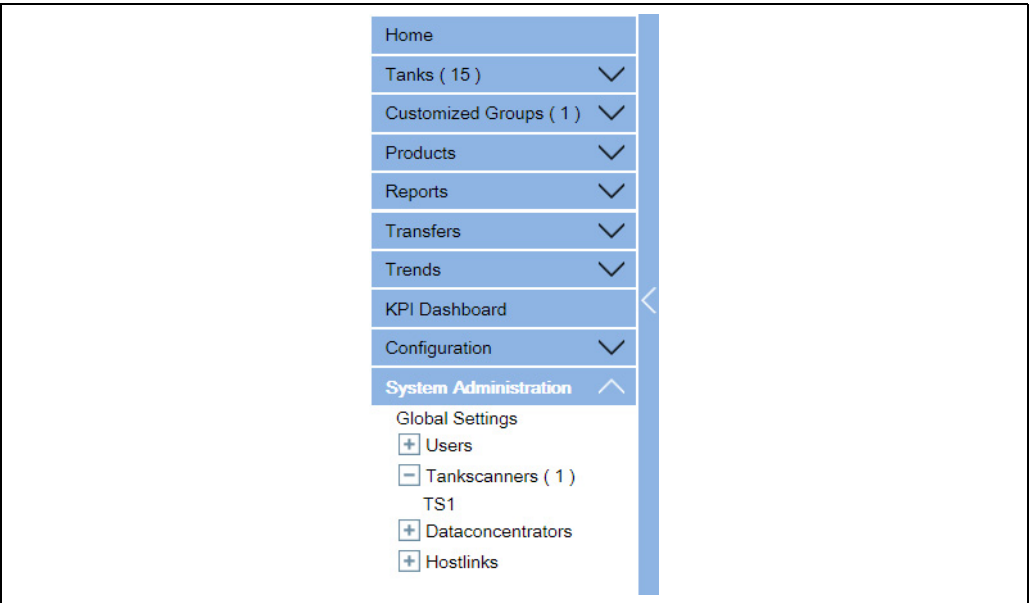 Home
Tanks ( 15 )
Customized Groups ( 1 )
Products
Reports
Transfers
Trends
KPI Dashboard
Configuration
System Administration
Global Settings
Users
Tankscanners ( 1 )
TS1
Dataconcentrators
Hostlinks